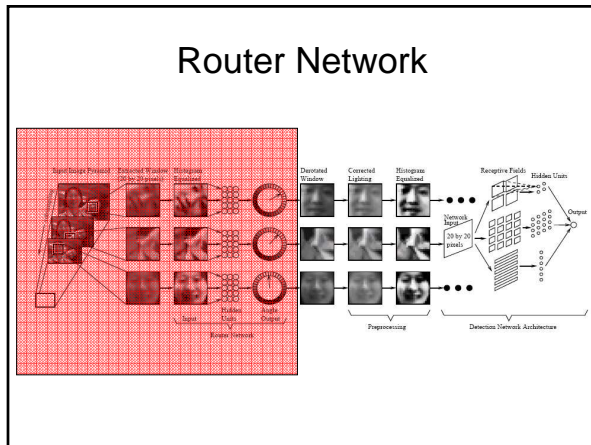 Router Network
Input Image Pyramid
Extracted Window
(20 by 20 pixels)
Histogram
Equalized
Derotated
Window
Corrected
Lighting
Histogram
Equalized
Receptive Fields
Hidden Units
Network
Input
20 by 20
pixels
Output
Input
Hidden
Units
Angle
Output
Router Network
Preprocessing
Detection Network Architecture